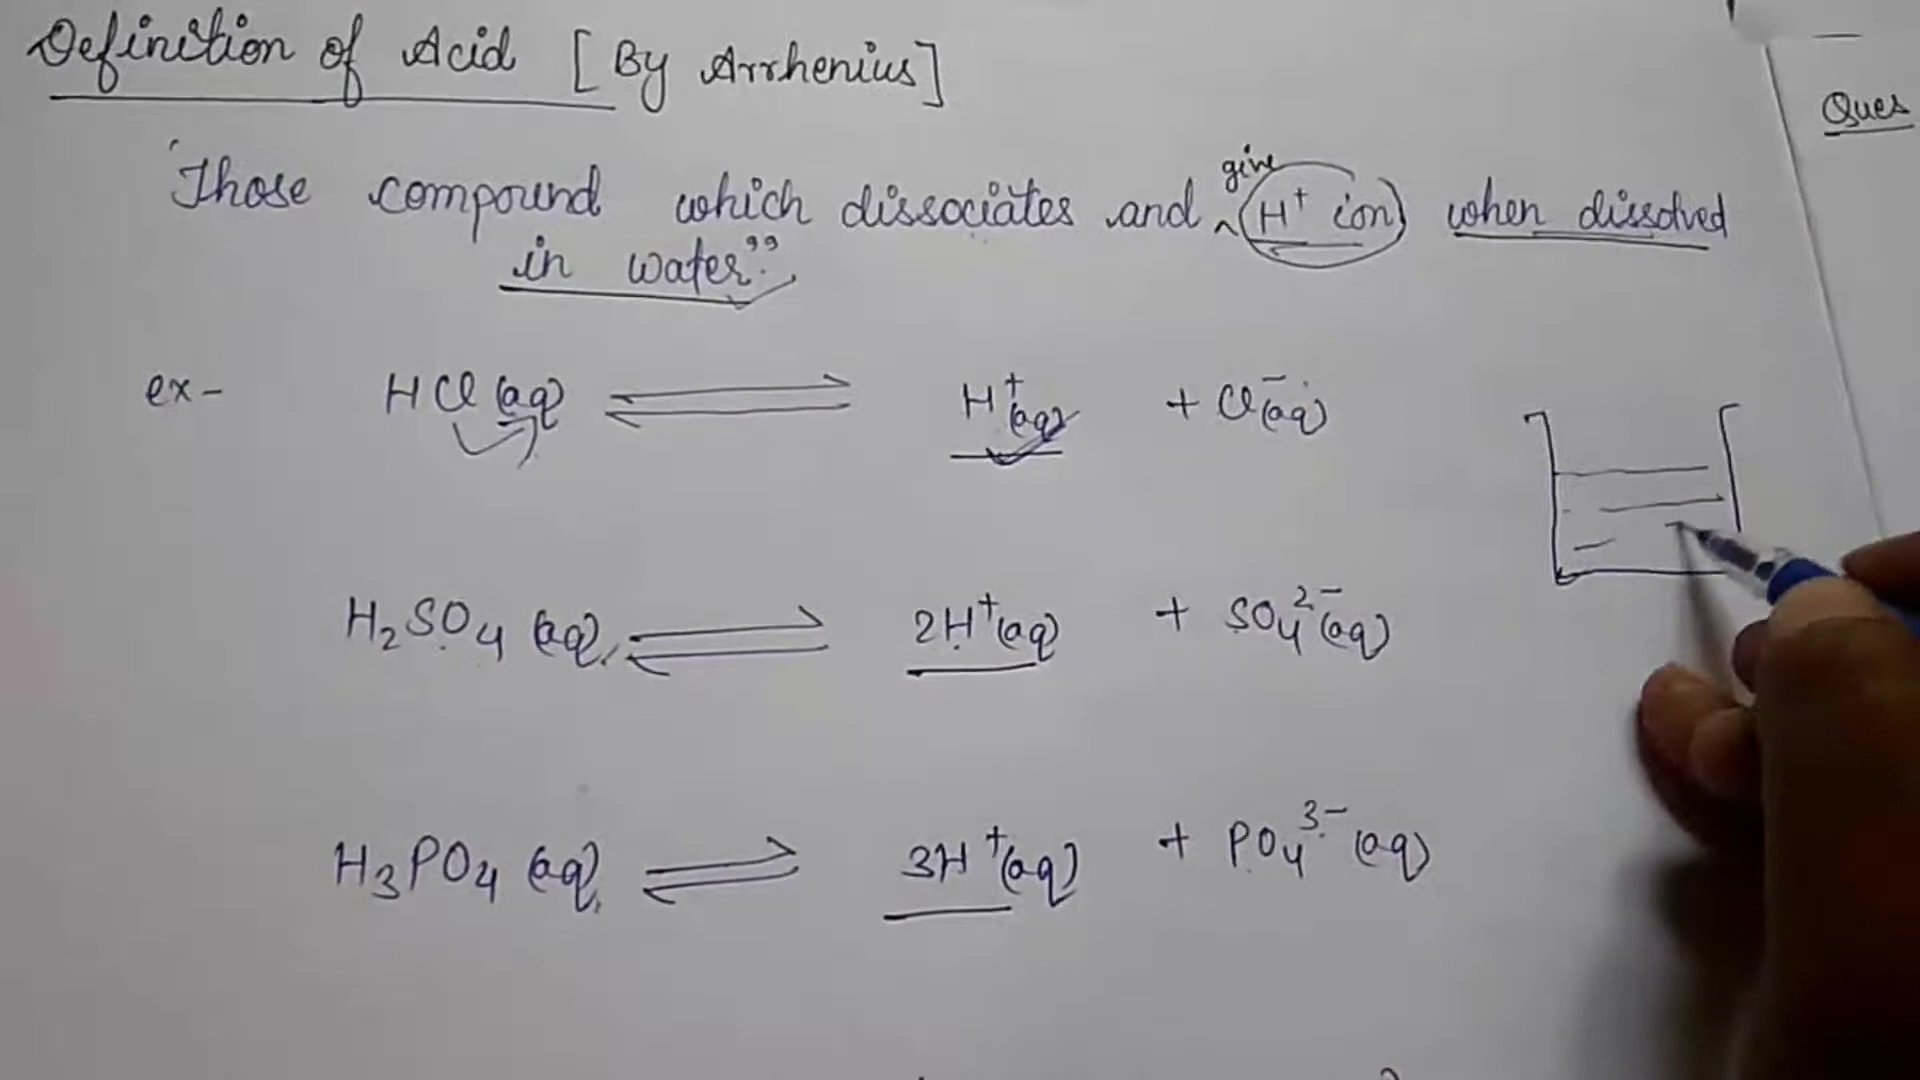 Definition of Acid [By Arrhenius]
Ques
"Those compound which dissociates and give H⁺ ion when dissolved
in water".
ex- HCl (aq) ⇌ H⁺(aq) + Cl⁻(aq)
H₂SO₄ (aq) ⇌ 2H⁺(aq) + SO₄²⁻(aq)
H₃PO₄ (aq) ⇌ 3H⁺(aq) + PO₄³⁻(aq)